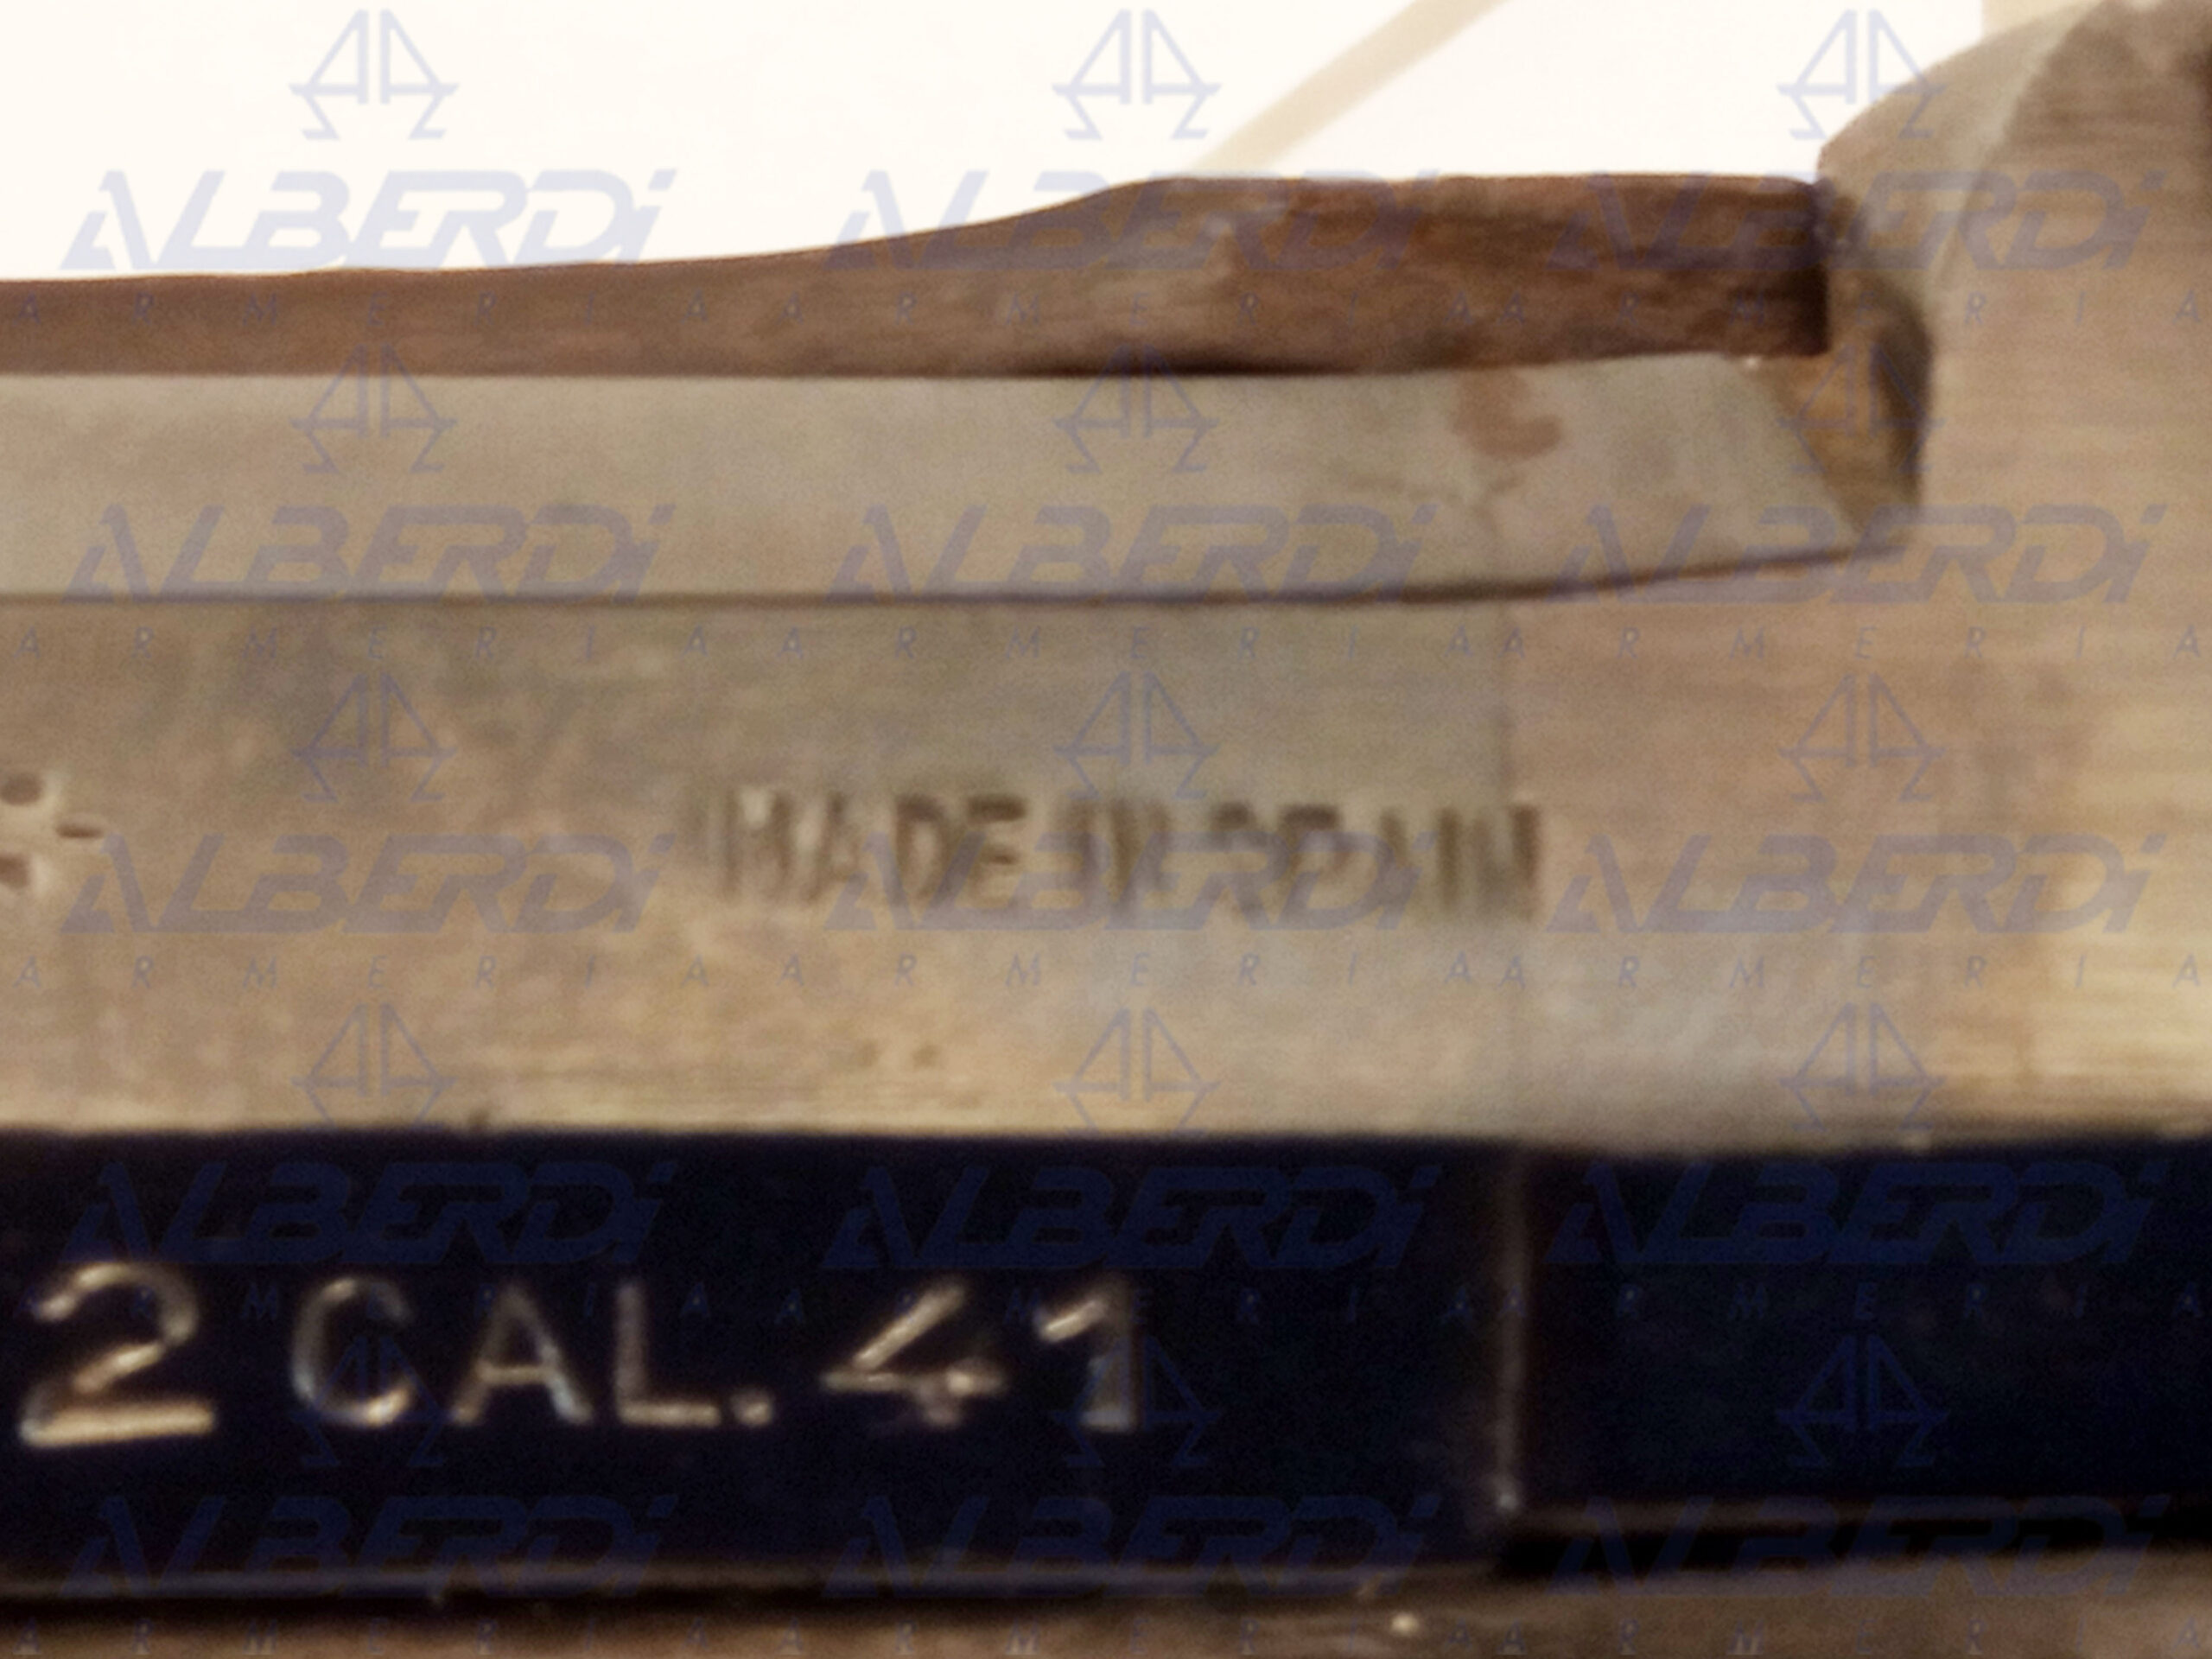 MADE IN SPAIN
2 CAL. 41
ALBERDi
ARMERIA